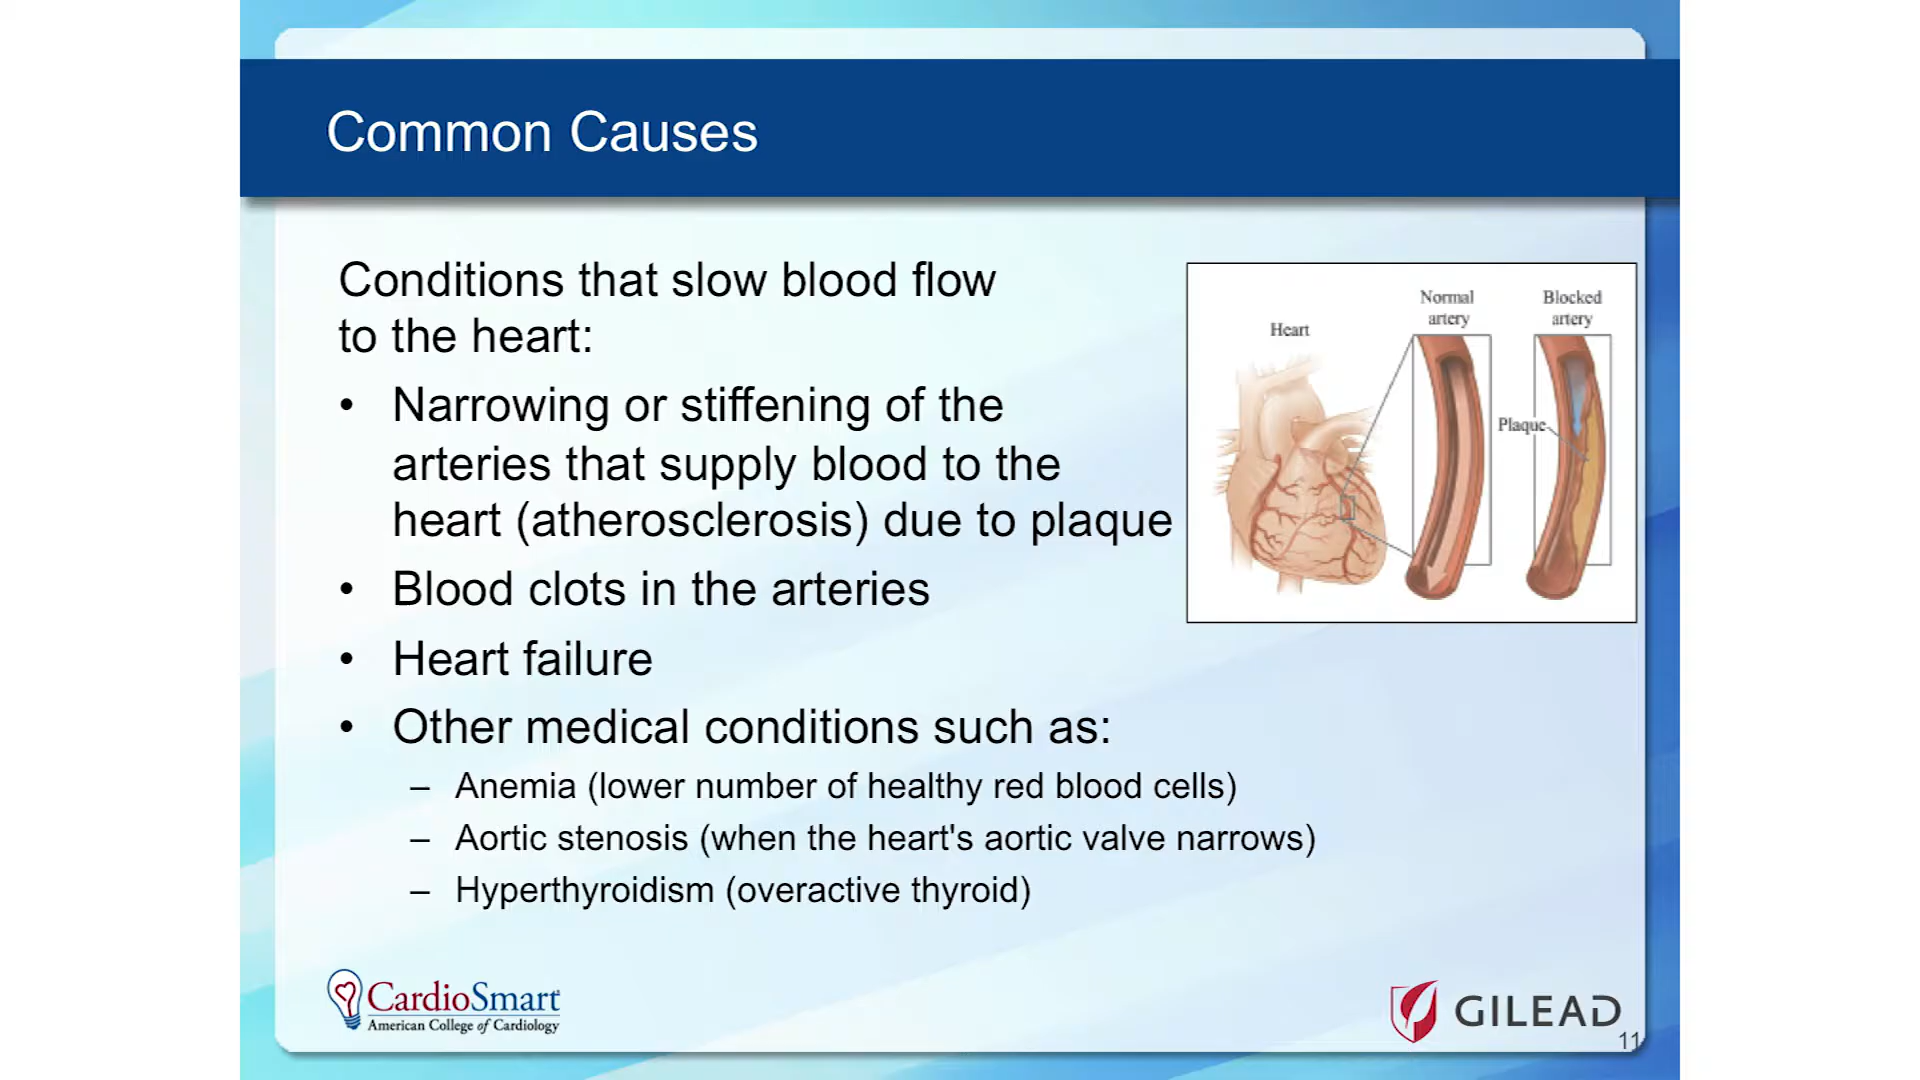 Common Causes
Conditions that slow blood flow
to the heart:
• Narrowing or stiffening of the
arteries that supply blood to the
heart (atherosclerosis) due to plaque
• Blood clots in the arteries
• Heart failure
• Other medical conditions such as:
– Anemia (lower number of healthy red blood cells)
– Aortic stenosis (when the heart's aortic valve narrows)
– Hyperthyroidism (overactive thyroid)
Heart
Normal
artery
Blocked
artery
Plaque
CardioSmart
American College of Cardiology
GILEAD
11